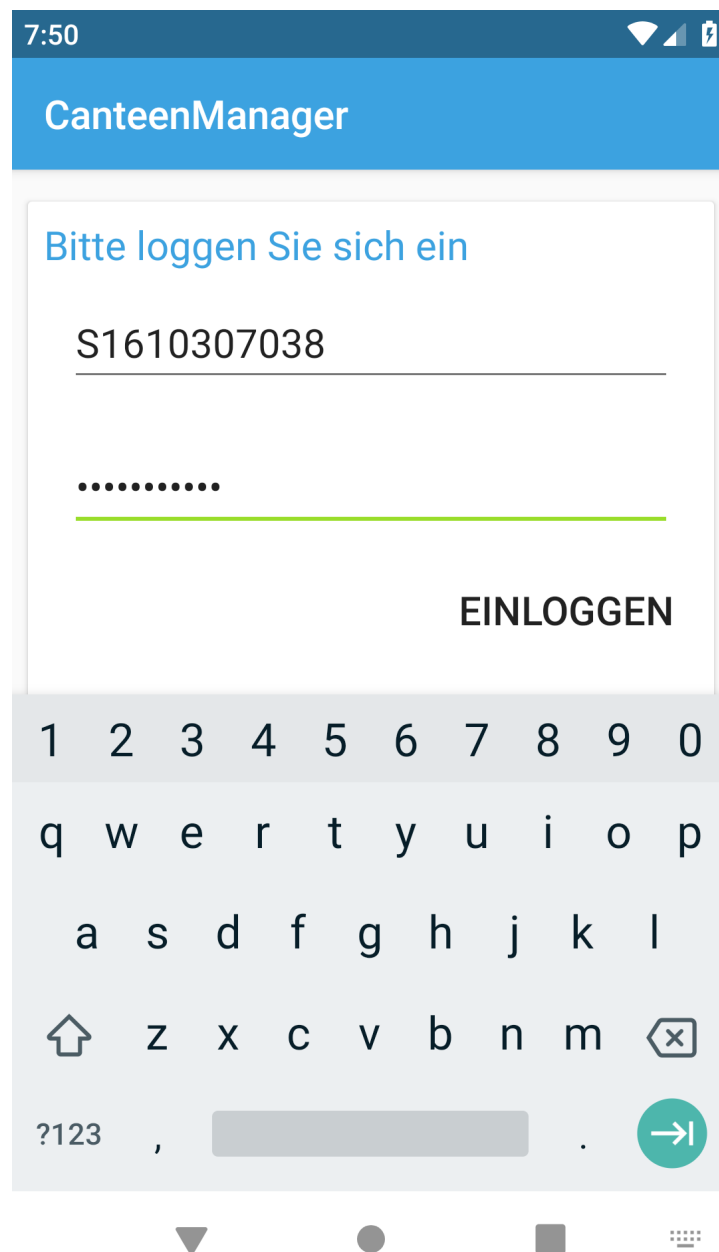 7:50
CanteenManager
Bitte loggen Sie sich ein
S1610307038
•••••••••••
EINLOGGEN
1 2 3 4 5 6 7 8 9 0
q w e r t y u i o p
a s d f g h j k l
z x c v b n m
?123 , .